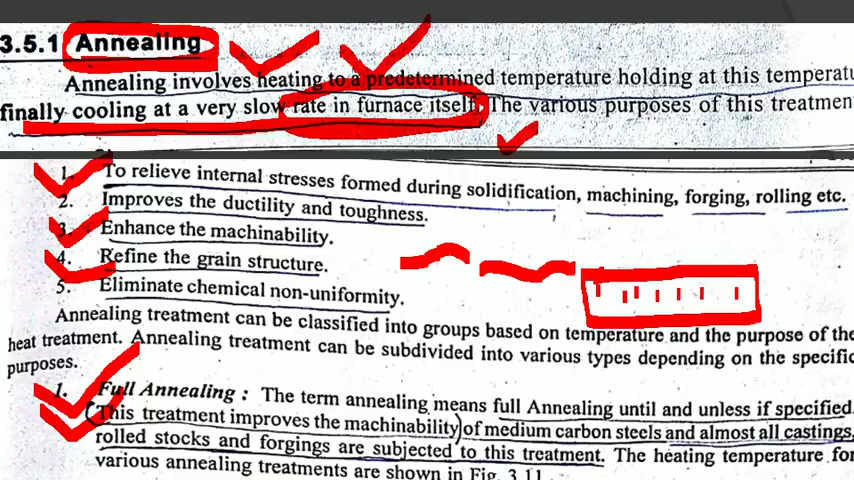 3.5.1 Annealing
Annealing involves heating to a predetermined temperature holding at this temperatu
finally cooling at a very slow rate in furnace itself. The various purposes of this treatmen
1. To relieve internal stresses formed during solidification, machining, forging, rolling etc.
2. Improves the ductility and toughness.
3. Enhance the machinability.
4. Refine the grain structure.
5. Eliminate chemical non-uniformity.
Annealing treatment can be classified into groups based on temperature and the purpose of the
heat treatment. Annealing treatment can be subdivided into various types depending on the specific
purposes.
1. Full Annealing : The term annealing means full Annealing until and unless if specified.
(This treatment improves the machinability) of medium carbon steels and almost all castings,
rolled stocks and forgings are subjected to this treatment. The heating temperature for
various annealing treatments are shown in Fig. 3.11